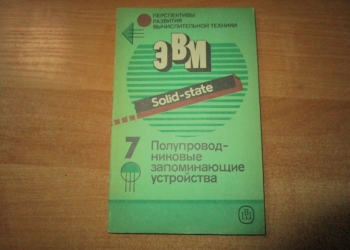 ПЕРСПЕКТИВЫ
РАЗВИТИЯ
ВЫЧИСЛИТЕЛЬНОЙ ТЕХНИКИ
ЭВМ
Solid-state
7 Полупровод-
никовые
запоминающие
устройства